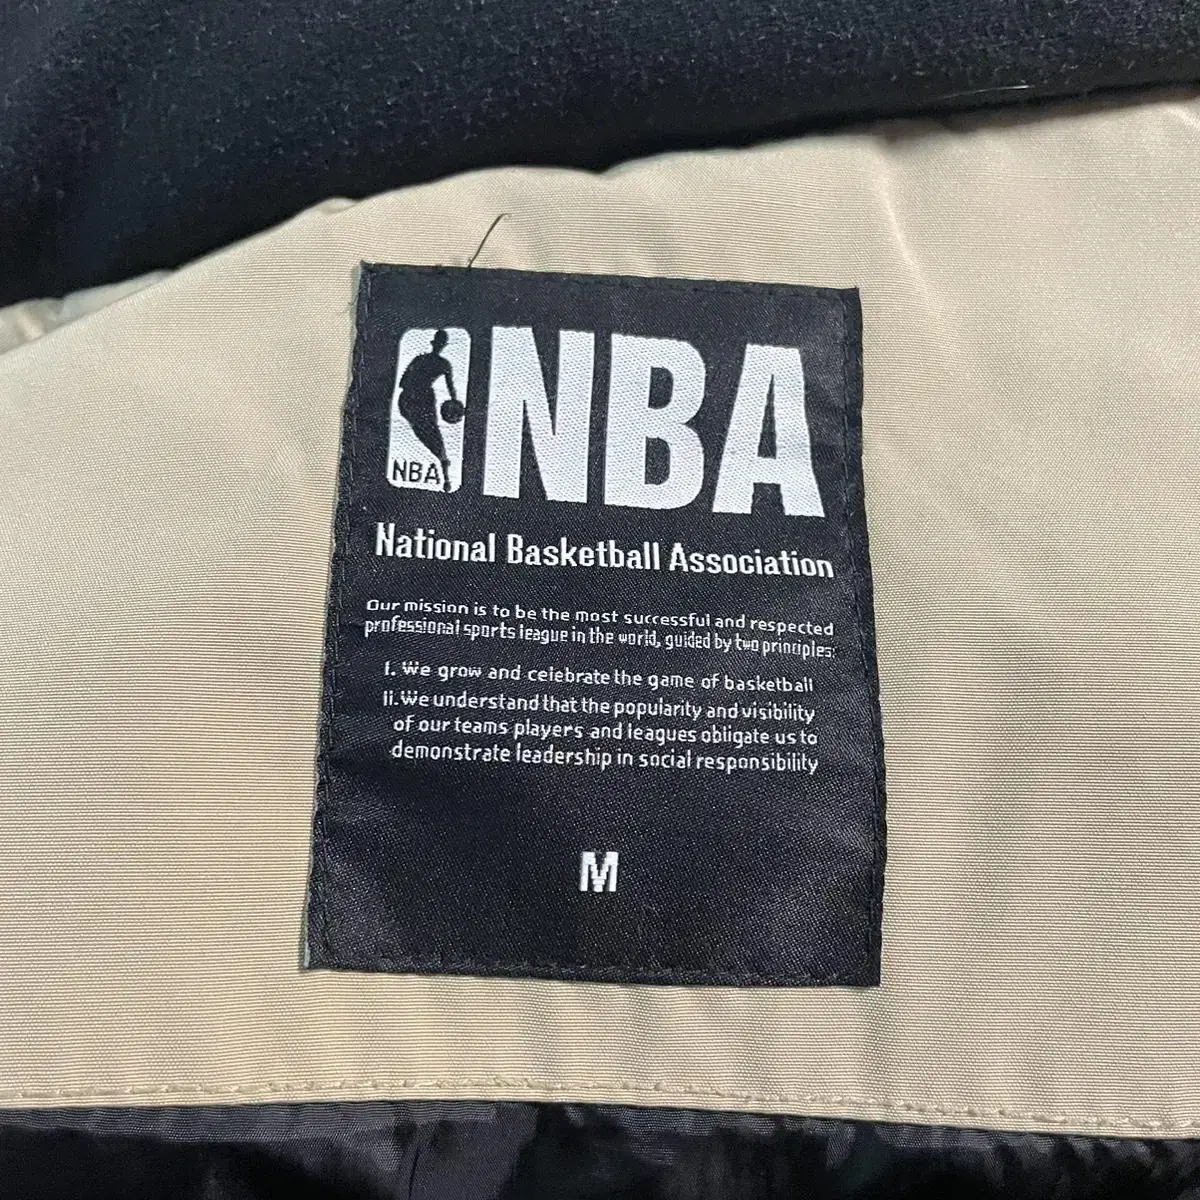 NBA
NBA
National Basketball Association
Our mission is to be the most successful and respected
professional sports league in the world, guided by two principles:
I. We grow and celebrate the game of basketball
II. We understand that the popularity and visibility
of our teams players and leagues obligate us to
demonstrate leadership in social responsibility
M